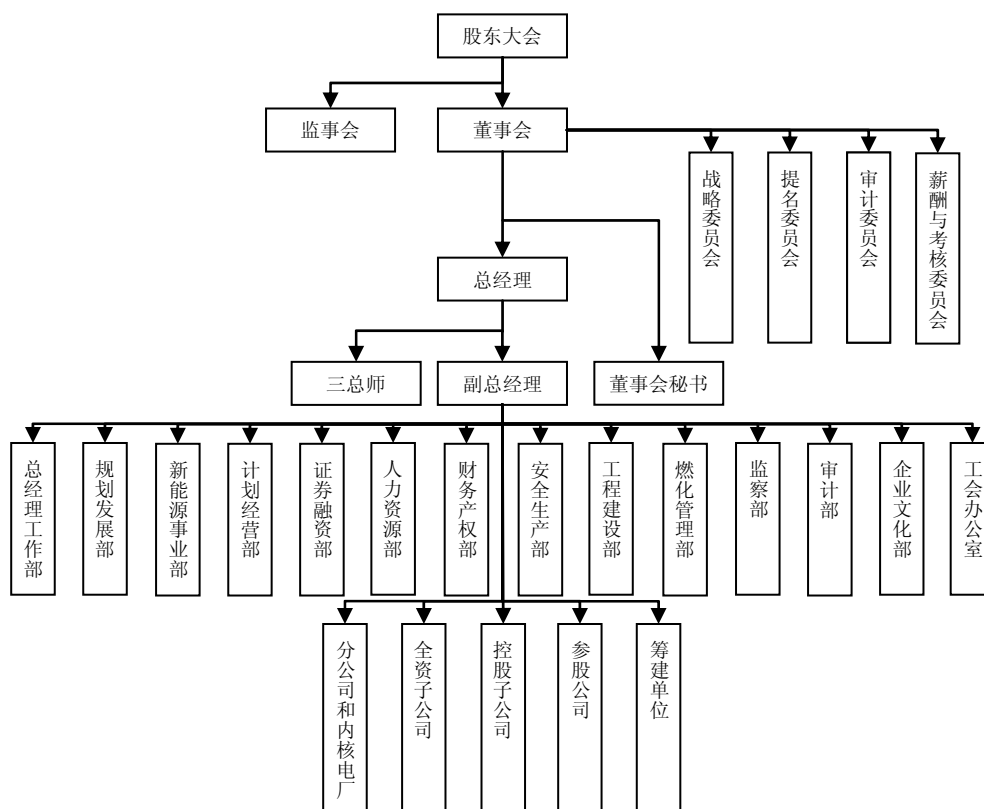 股东大会
监事会
董事会
战略委员会
提名委员会
审计委员会
薪酬与考核委员会
总经理
三总师
副总经理
董事会秘书
总经理工作部
规划发展部
新能源事业部
计划经营部
证券融资部
人力资源部
财务产权部
安全生产部
工程建设部
燃化管理部
监察部
审计部
企业文化部
工会办公室
分公司和内核电厂
全资子公司
控股子公司
参股公司
筹建单位